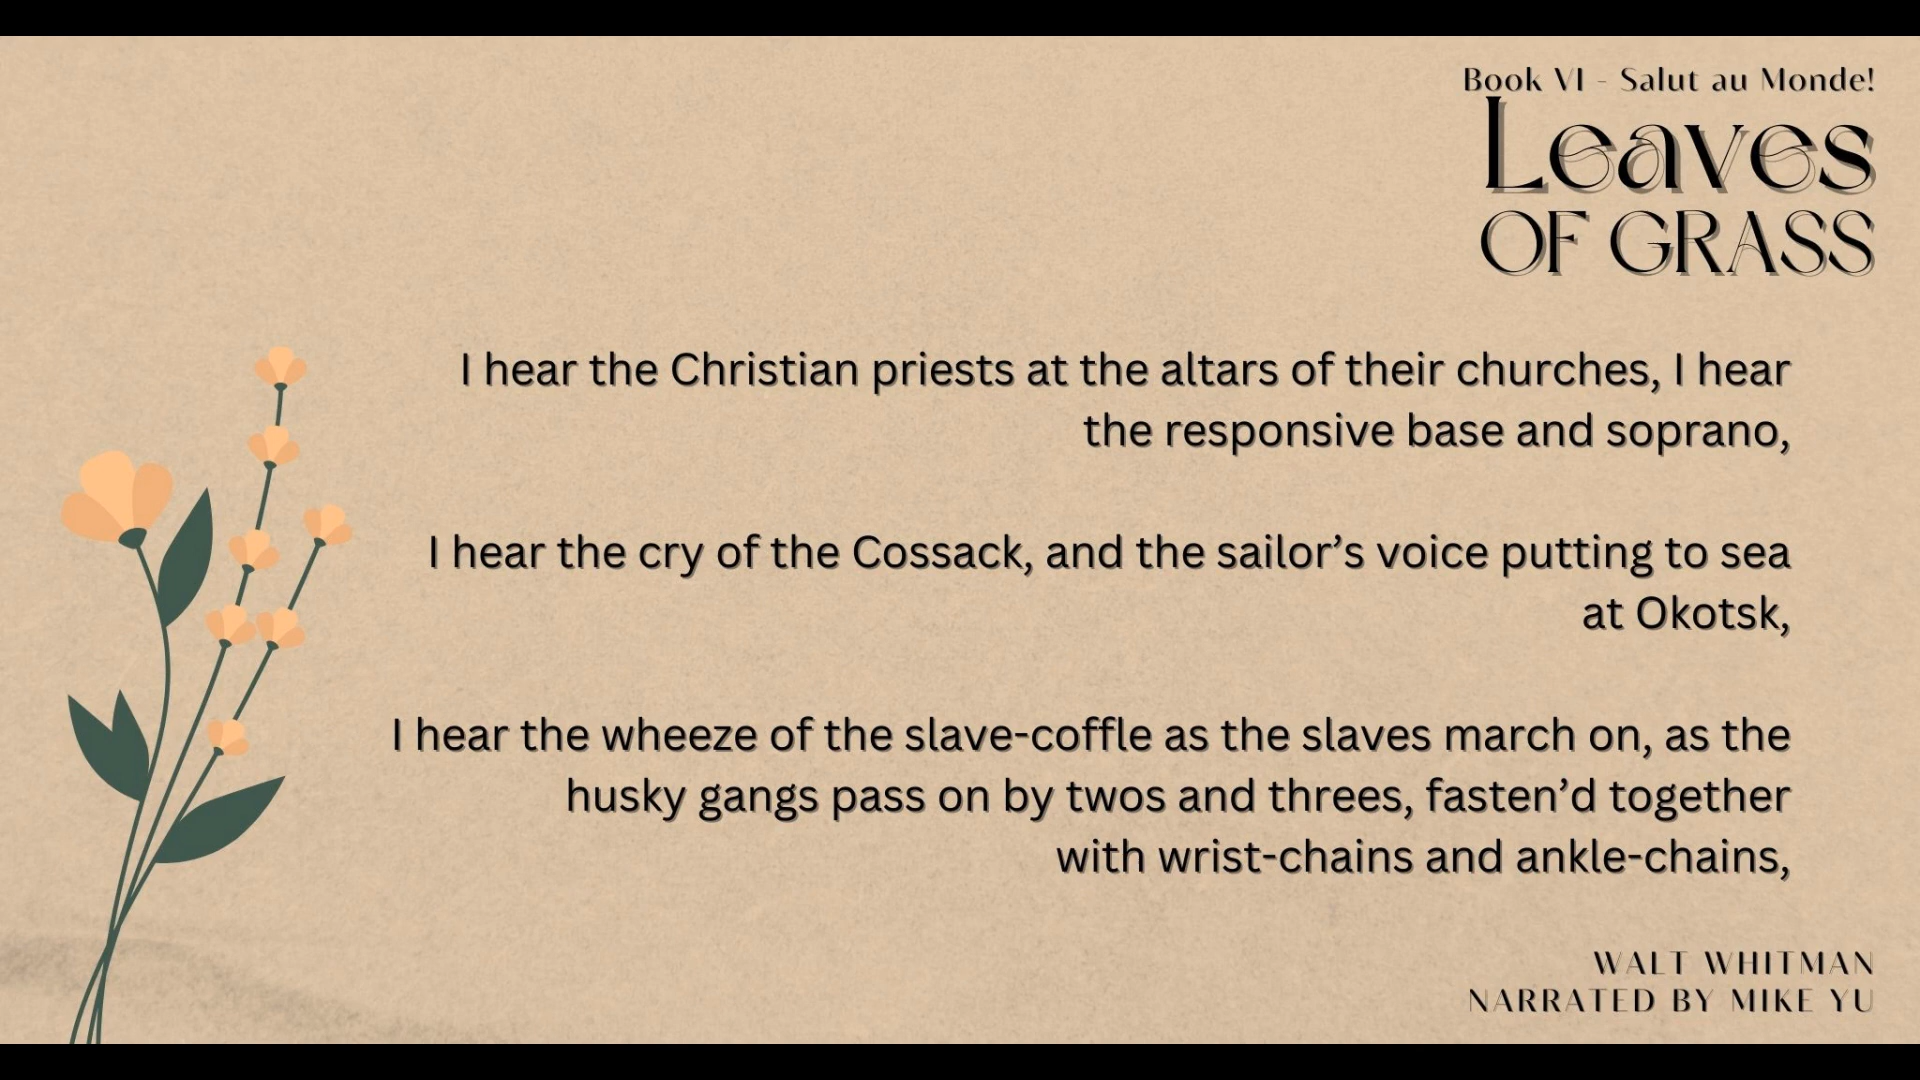 Book VI - Salut au Monde!
Leaves
OF GRASS
I hear the Christian priests at the altars of their churches, I hear
the responsive base and soprano,
I hear the cry of the Cossack, and the sailor’s voice putting to sea
at Okotsk,
I hear the wheeze of the slave-coffle as the slaves march on, as the
husky gangs pass on by twos and threes, fasten’d together
with wrist-chains and ankle-chains,
WALT WHITMAN
NARRATED BY MIKE YU